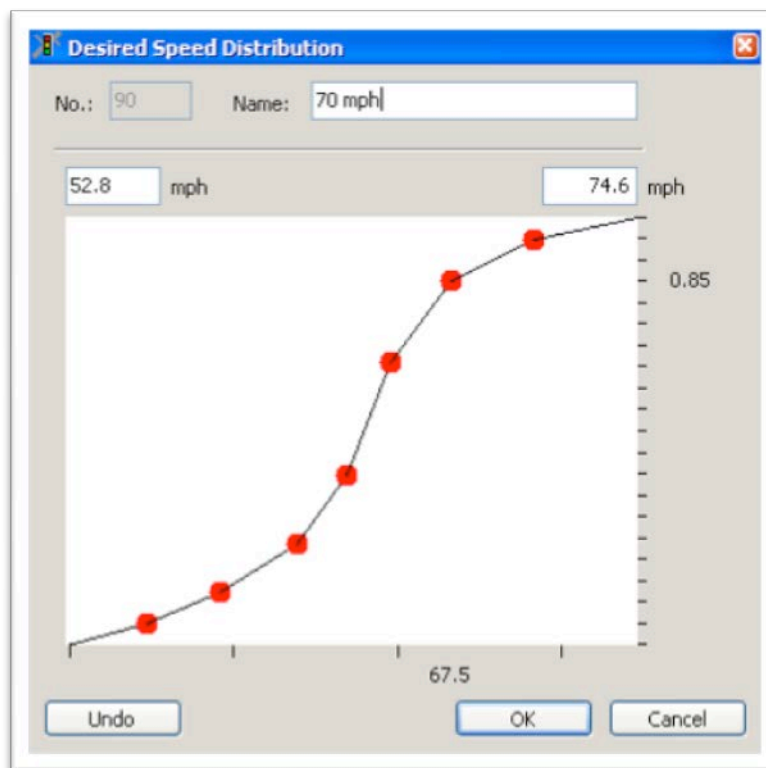 Desired Speed Distribution
No.: 90 Name: 70 mph
52.8 mph 74.6 mph
0.85
67.5
Undo OK Cancel